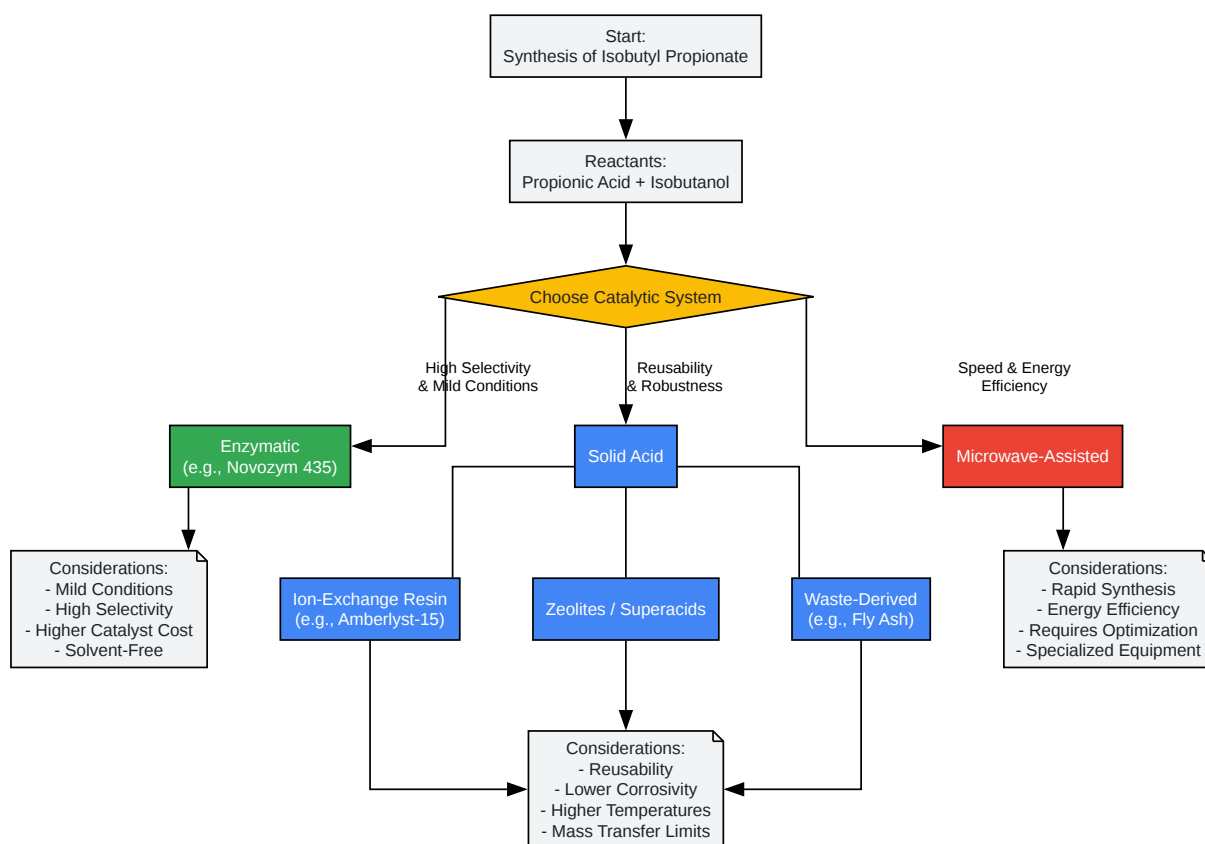 Start:
Synthesis of Isobutyl Propionate
Reactants:
Propionic Acid + Isobutanol
Choose Catalytic System
High Selectivity
& Mild Conditions
Reusability
& Robustness
Speed & Energy
Efficiency
Enzymatic
(e.g., Novozym 435)
Solid Acid
Microwave-Assisted
Considerations:
- Mild Conditions
- High Selectivity
- Higher Catalyst Cost
- Solvent-Free
Ion-Exchange Resin
(e.g., Amberlyst-15)
Zeolites / Superacids
Waste-Derived
(e.g., Fly Ash)
Considerations:
- Rapid Synthesis
- Energy Efficiency
- Requires Optimization
- Specialized Equipment
Considerations:
- Reusability
- Lower Corrosivity
- Higher Temperatures
- Mass Transfer Limits